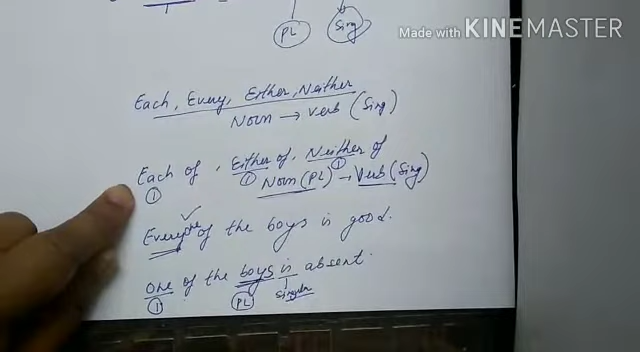 Made with KINEMASTER
PL Sing
Each, Every, Either, Neither
Noun → Verb (Sing)
Each of, Either of, Neither of
① ① ①
Noun (PL) → Verb (Sing)
Everyone of the boys is good.
One of the boys is absent.
① PL Singular